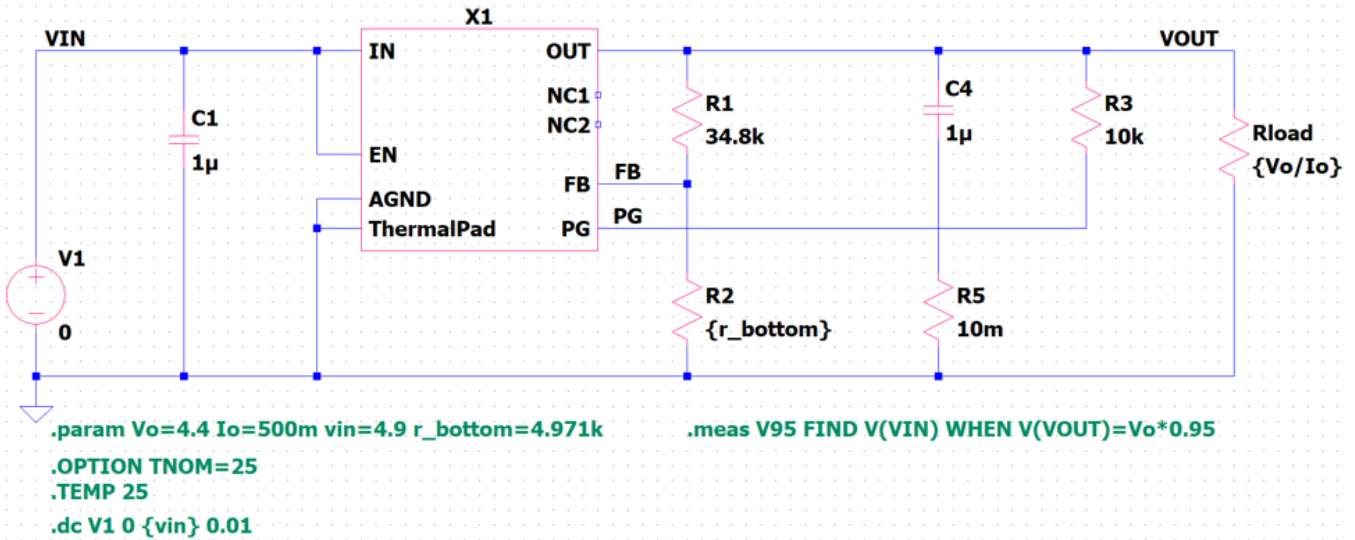 X1
VIN
IN
OUT
VOUT
NC1
NC2
C1
1µ
R1
34.8k
C4
1µ
R3
10k
Rload
{Vo/Io}
EN
FB
FB
AGND
ThermalPad
PG
PG
V1
0
R2
{r_bottom}
R5
10m
.param Vo=4.4 Io=500m vin=4.9 r_bottom=4.971k
.meas V95 FIND V(VIN) WHEN V(VOUT)=Vo*0.95
.OPTION TNOM=25
.TEMP 25
.dc V1 0 {vin} 0.01